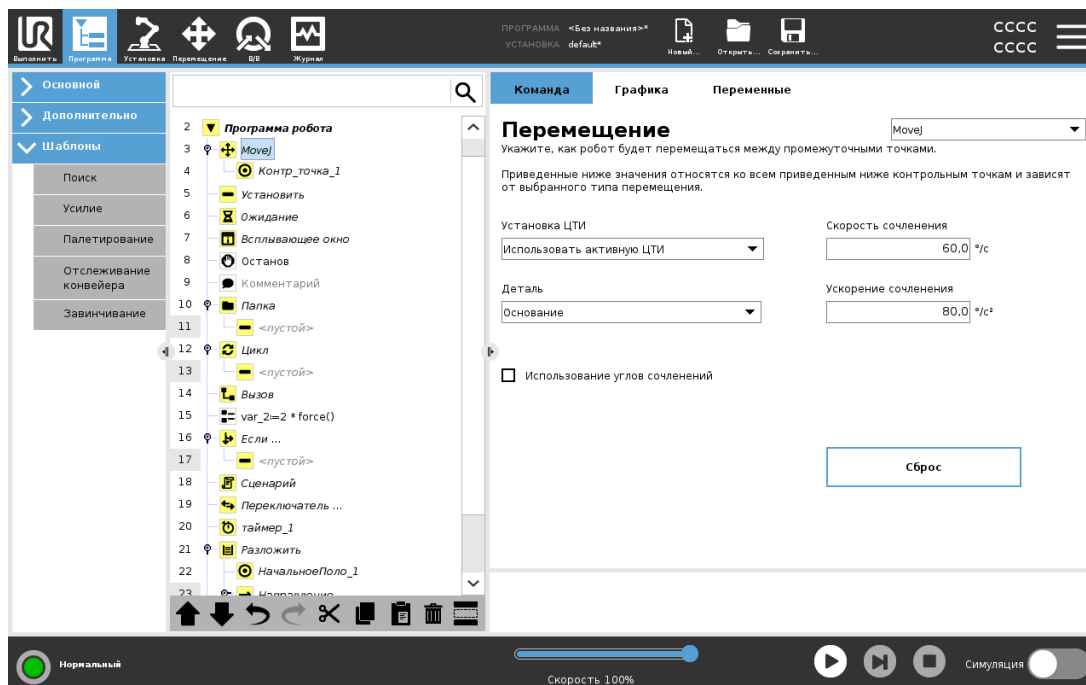 UR
ПРОГРАММА <Без названия>*
УСТАНОВКА default*
Выполнить
Программа
Установка
Перемещение
В/В
Журнал
Новый...
Открыть...
Сохранить...
CCCC
CCCC
Основной
Дополнительно
Шаблоны
Поиск
Усилие
Палетирование
Отслеживание
конвейера
Завинчивание
2 Программа робота
3 MoveJ
4 Контр_точка_1
5 Установить
6 Ожидание
7 Всплывающее окно
8 Останов
9 Комментарий
10 Папка
11 <пустой>
12 Цикл
13 <пустой>
14 Вызов
15 var_2≔2 * force()
16 Если ...
17 <пустой>
18 Сценарий
19 Переключатель ...
20 таймер_1
21 Разложить
22 НачальноеПоло_1
23 Направление
Команда
Графика
Переменные
Перемещение
MoveJ
Укажите, как робот будет перемещаться между промежуточными точками.
Приведенные ниже значения относятся ко всем приведенным ниже контрольным точкам и зависят
от выбранного типа перемещения.
Установка ЦТИ
Скорость сочленения
Использовать активную ЦТИ
60,0 °/с
Деталь
Ускорение сочленения
Основание
80,0 °/с²
Использование углов сочленений
Сброс
Нормальный
Скорость 100%
Симуляция